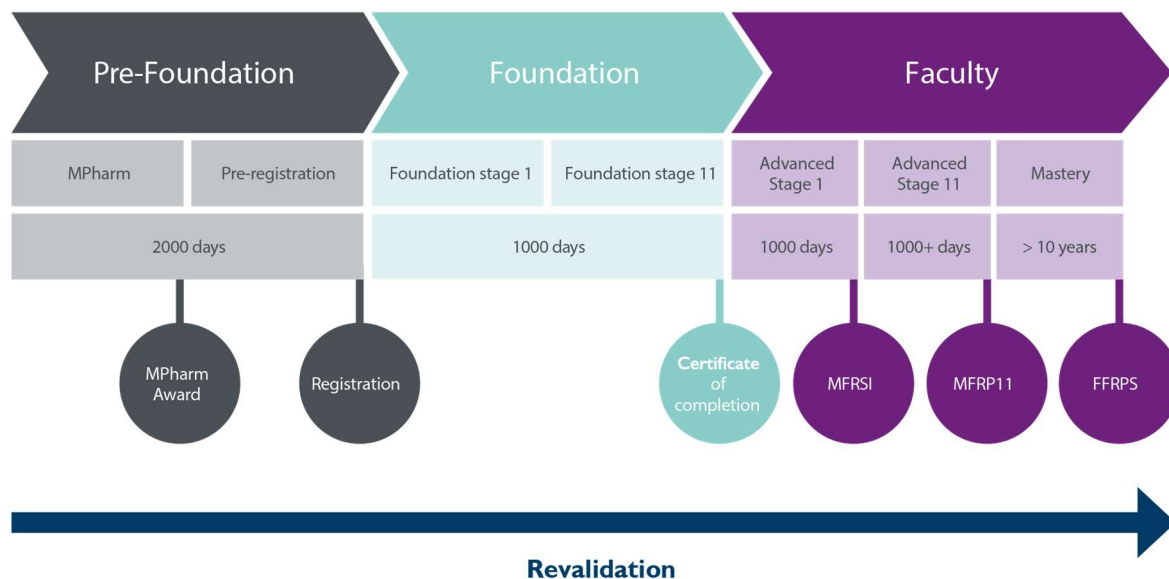 Pre-Foundation
Foundation
Faculty
MPharm
Pre-registration
Foundation stage 1
Foundation stage 11
Advanced
Stage 1
Advanced
Stage 11
Mastery
2000 days
1000 days
1000 days
1000+ days
> 10 years
MPharm
Award
Registration
Certificate
of
completion
MFRSI
MFRP11
FFRPS
Revalidation